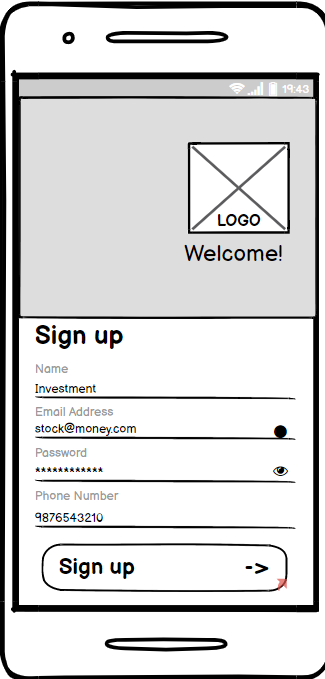 19:43
LOGO
Welcome!
Sign up
Name
Investment
Email Address
stock@money.com
Password
************
Phone Number
9876543210
Sign up ->